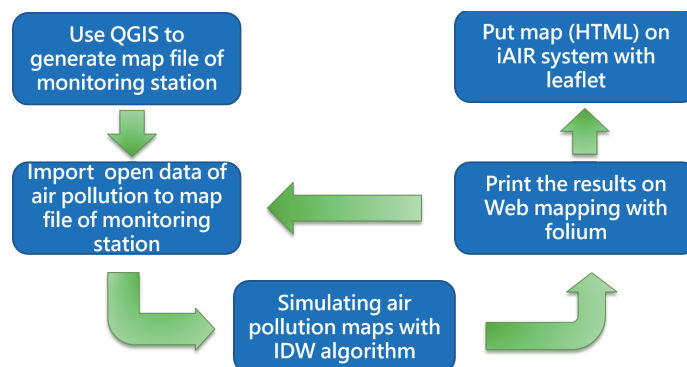 Use QGIS to
generate map file of
monitoring station
Import open data of
air pollution to map
file of monitoring
station
Simulating air
pollution maps with
IDW algorithm
Print the results on
Web mapping with
folium
Put map (HTML) on
iAIR system with
leaflet